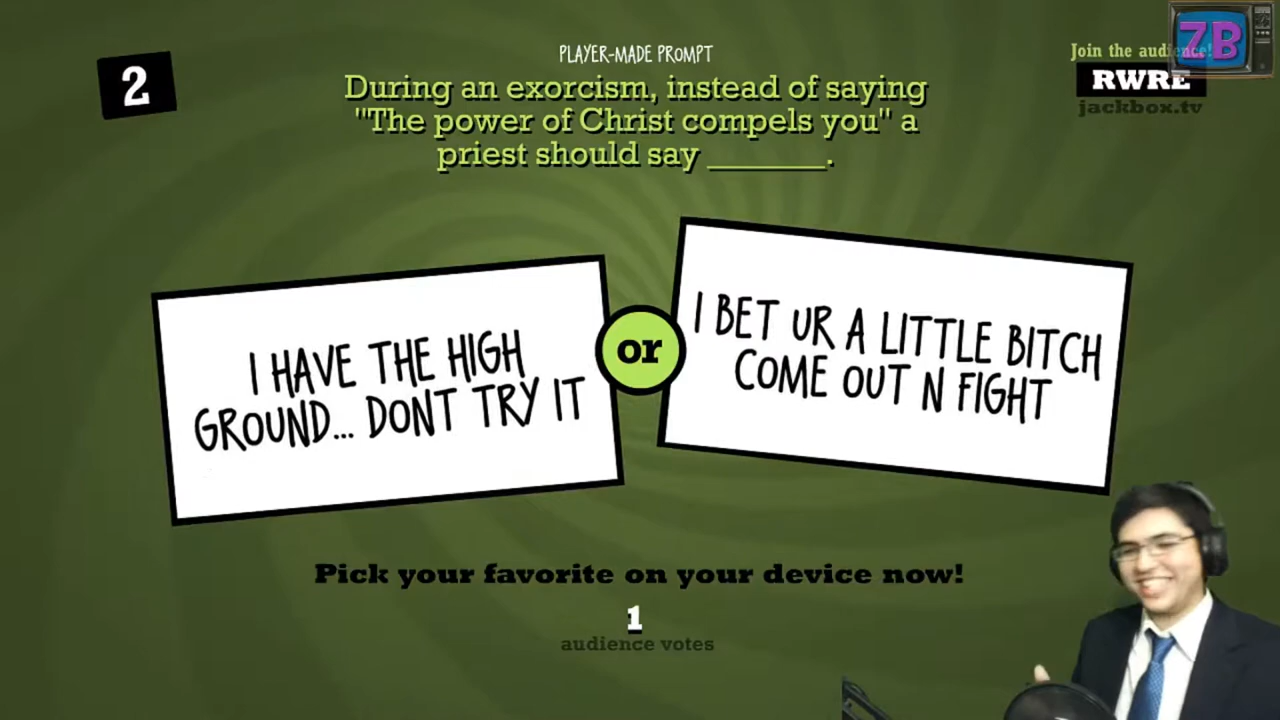 2
PLAYER-MADE PROMPT
During an exorcism, instead of saying
"The power of Christ compels you" a
priest should say _______.
Join the audience!
RWRE
jackbox.tv
ZB
I HAVE THE HIGH
GROUND... DONT TRY IT
or
I BET UR A LITTLE BITCH
COME OUT N FIGHT
Pick your favorite on your device now!
1
audience votes